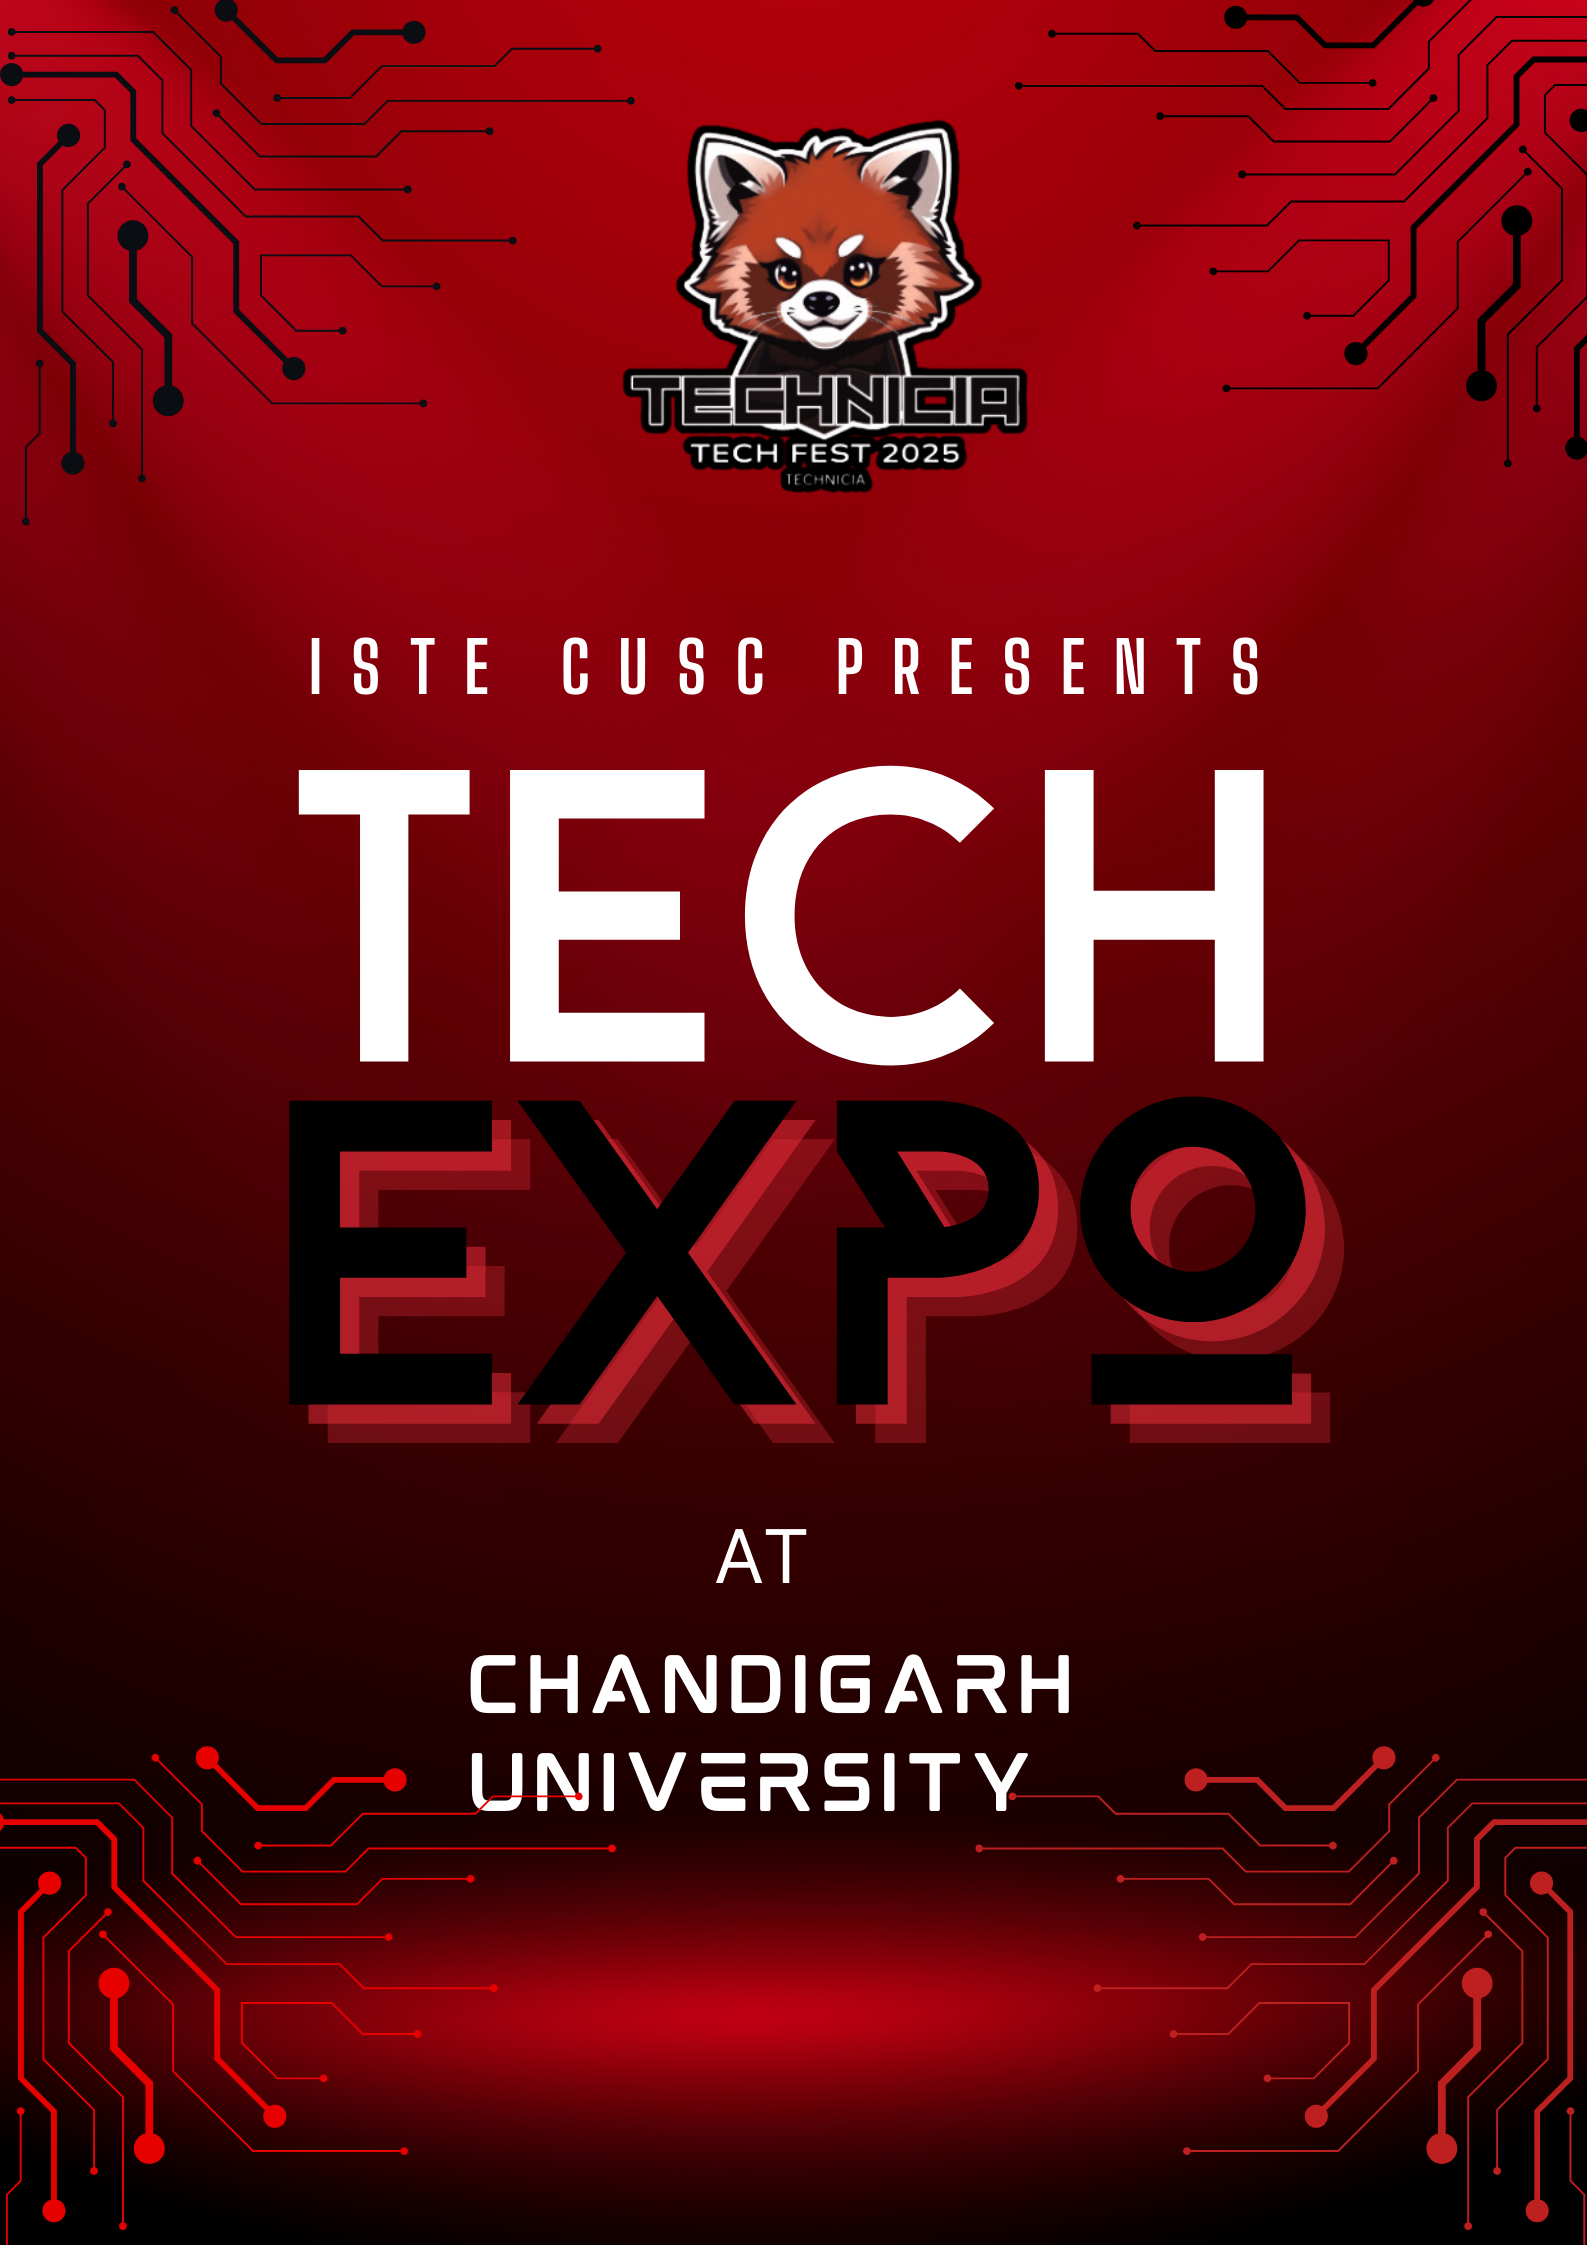 TECHNICIA
TECH FEST 2025
TECHNICIA
ISTE CUSC PRESENTS
TECH
EXPO
AT
CHANDIGARH
UNIVERSITY